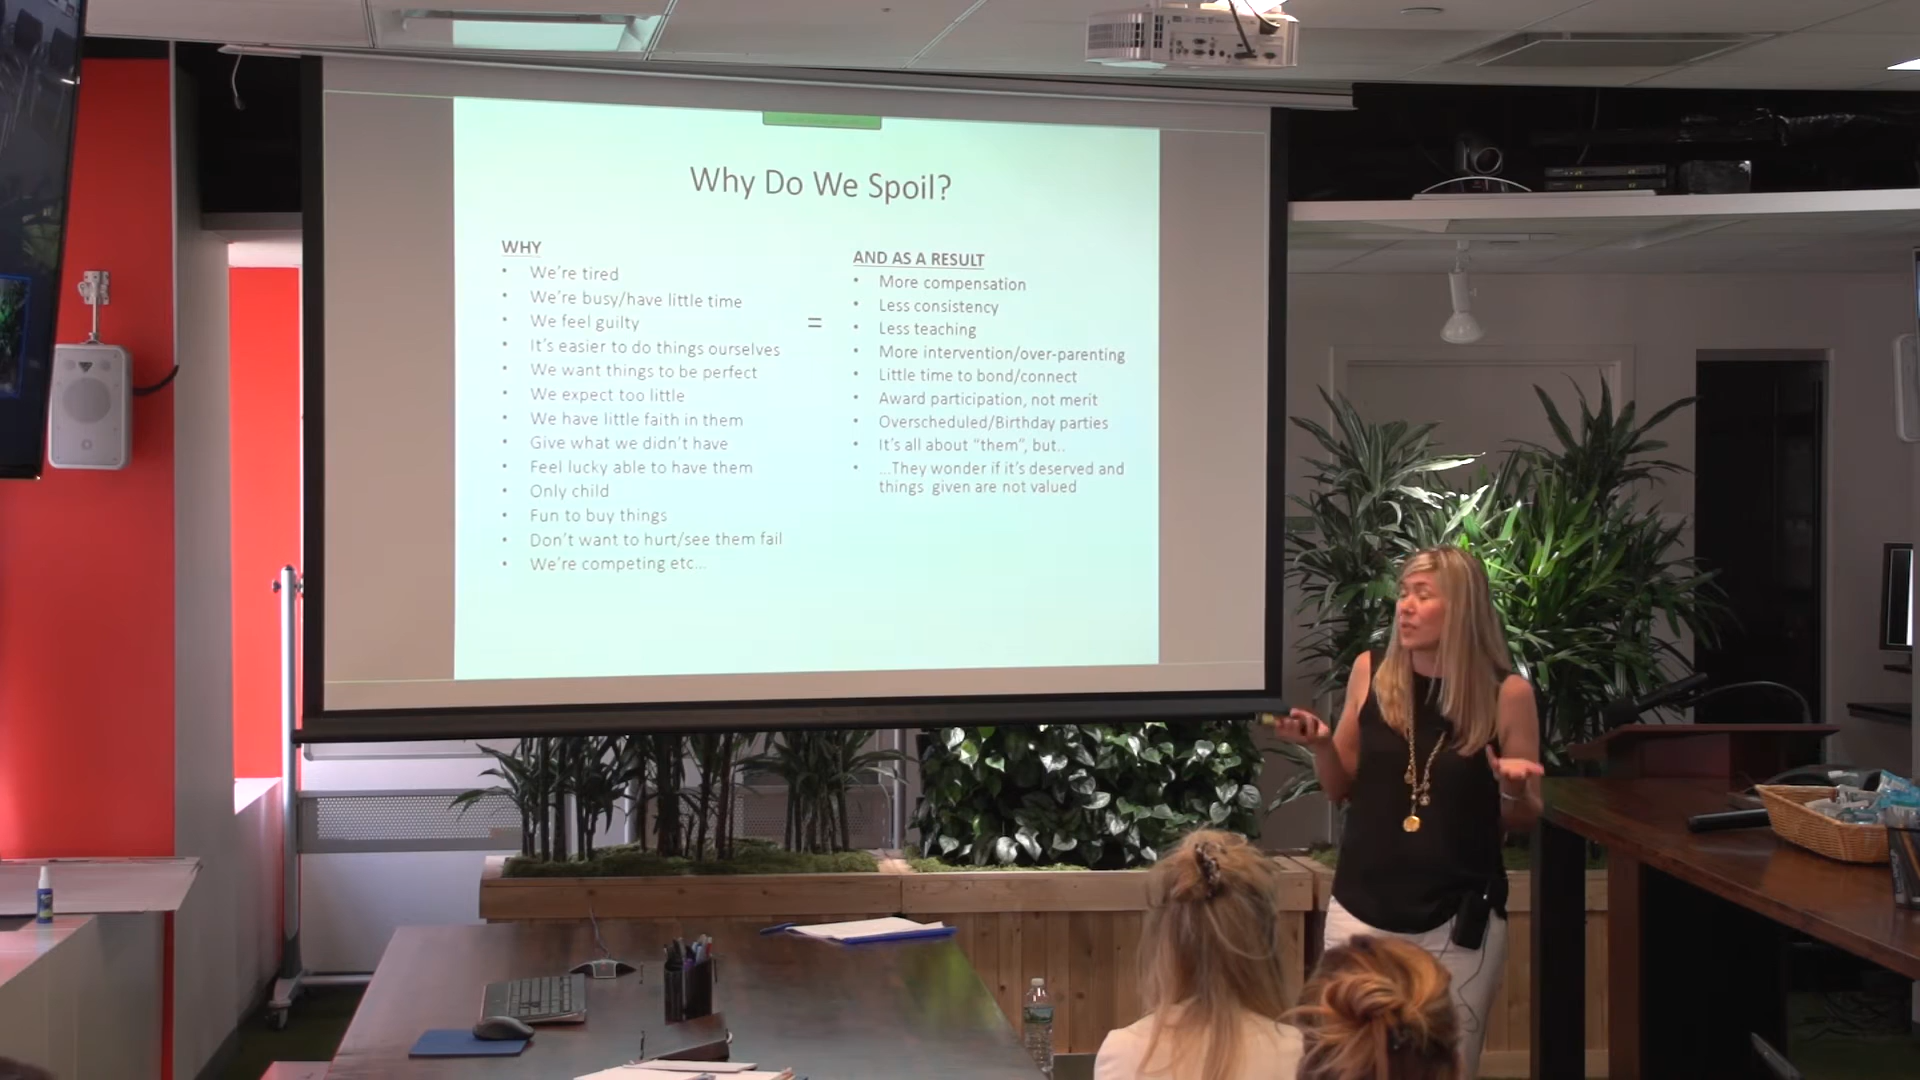 Why Do We Spoil?
WHY
• We're tired
• We're busy/have little time
• We feel guilty
• It's easier to do things ourselves
• We want things to be perfect
• We expect too little
• We have little faith in them
• Give what we didn't have
• Feel lucky able to have them
• Only child
• Fun to buy things
• Don't want to hurt/see them fail
• We're competing etc...
=
AND AS A RESULT
• More compensation
• Less consistency
• Less teaching
• More intervention/over-parenting
• Little time to bond/connect
• Award participation, not merit
• Overscheduled/Birthday parties
• It's all about "them", but..
• ...They wonder if it's deserved and
things given are not valued